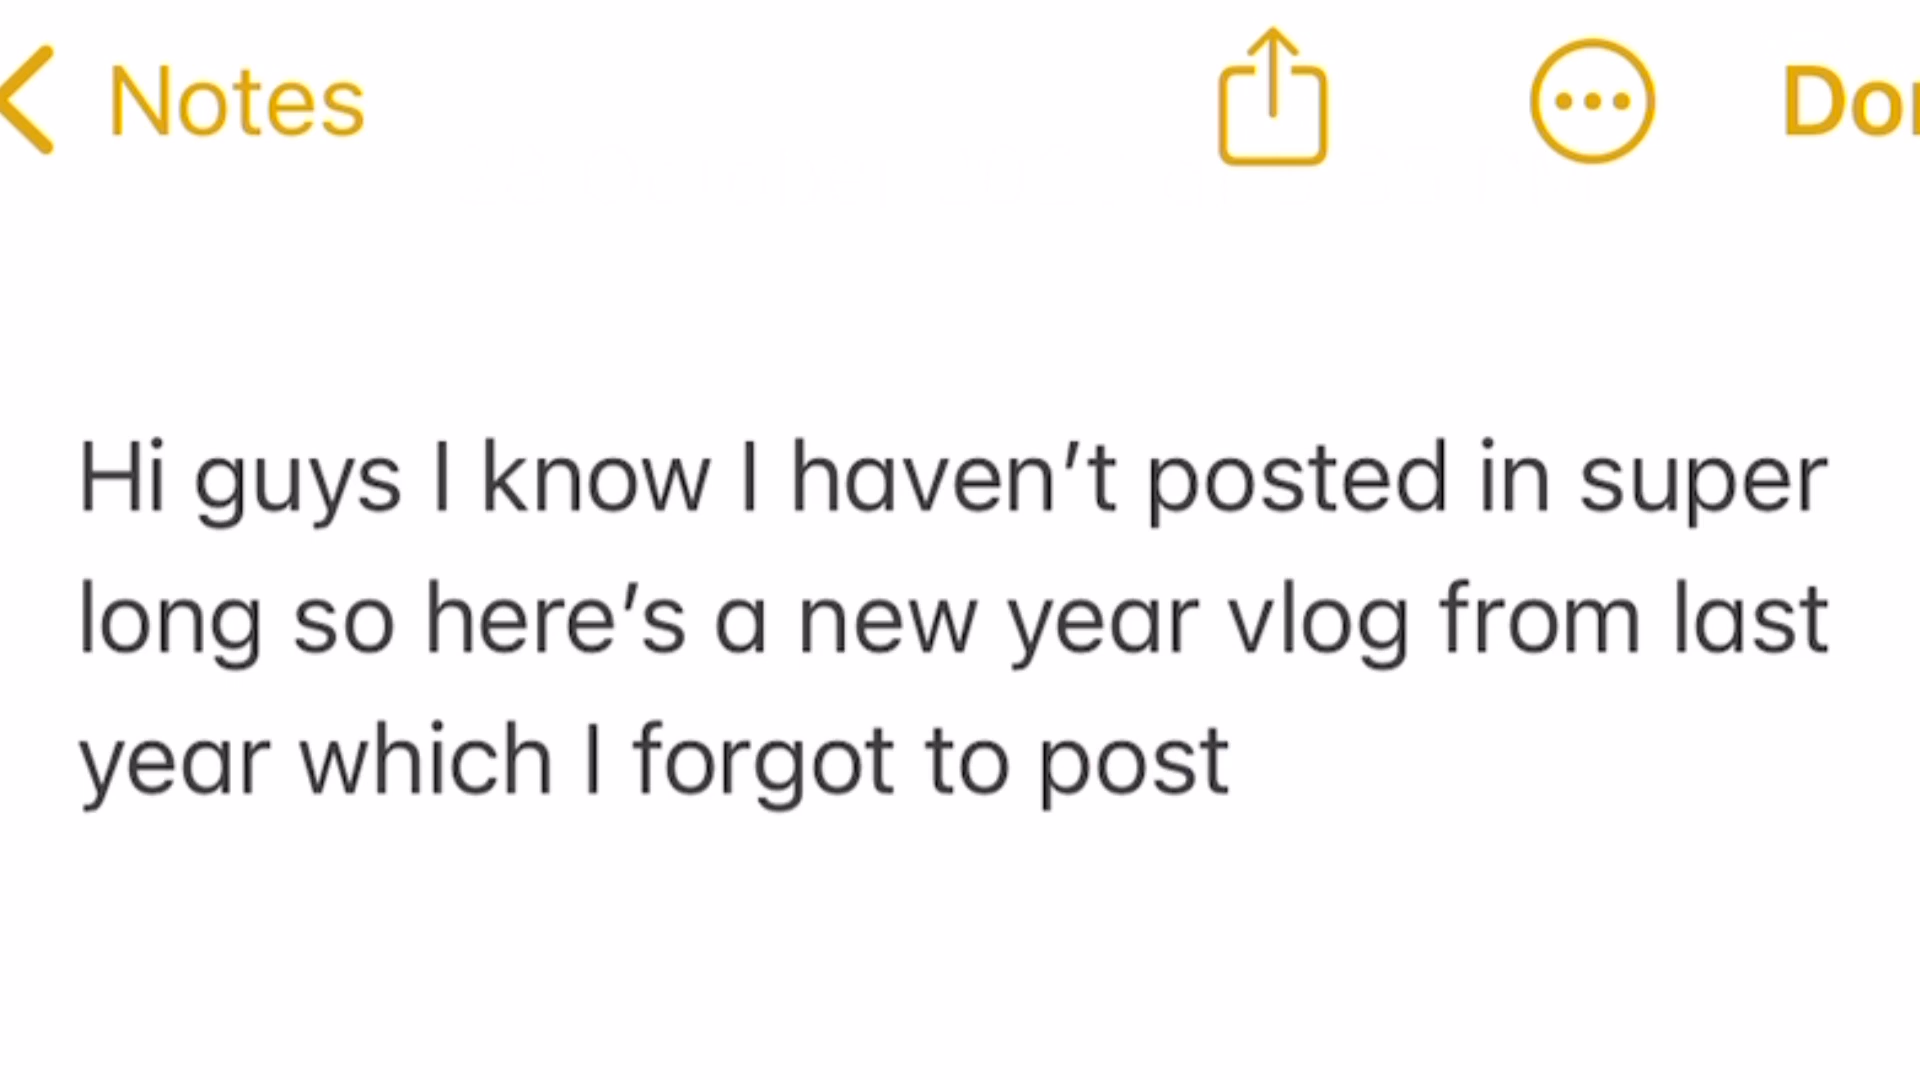 Notes
Hi guys I know I haven't posted in super
long so here's a new year vlog from last
year which I forgot to post